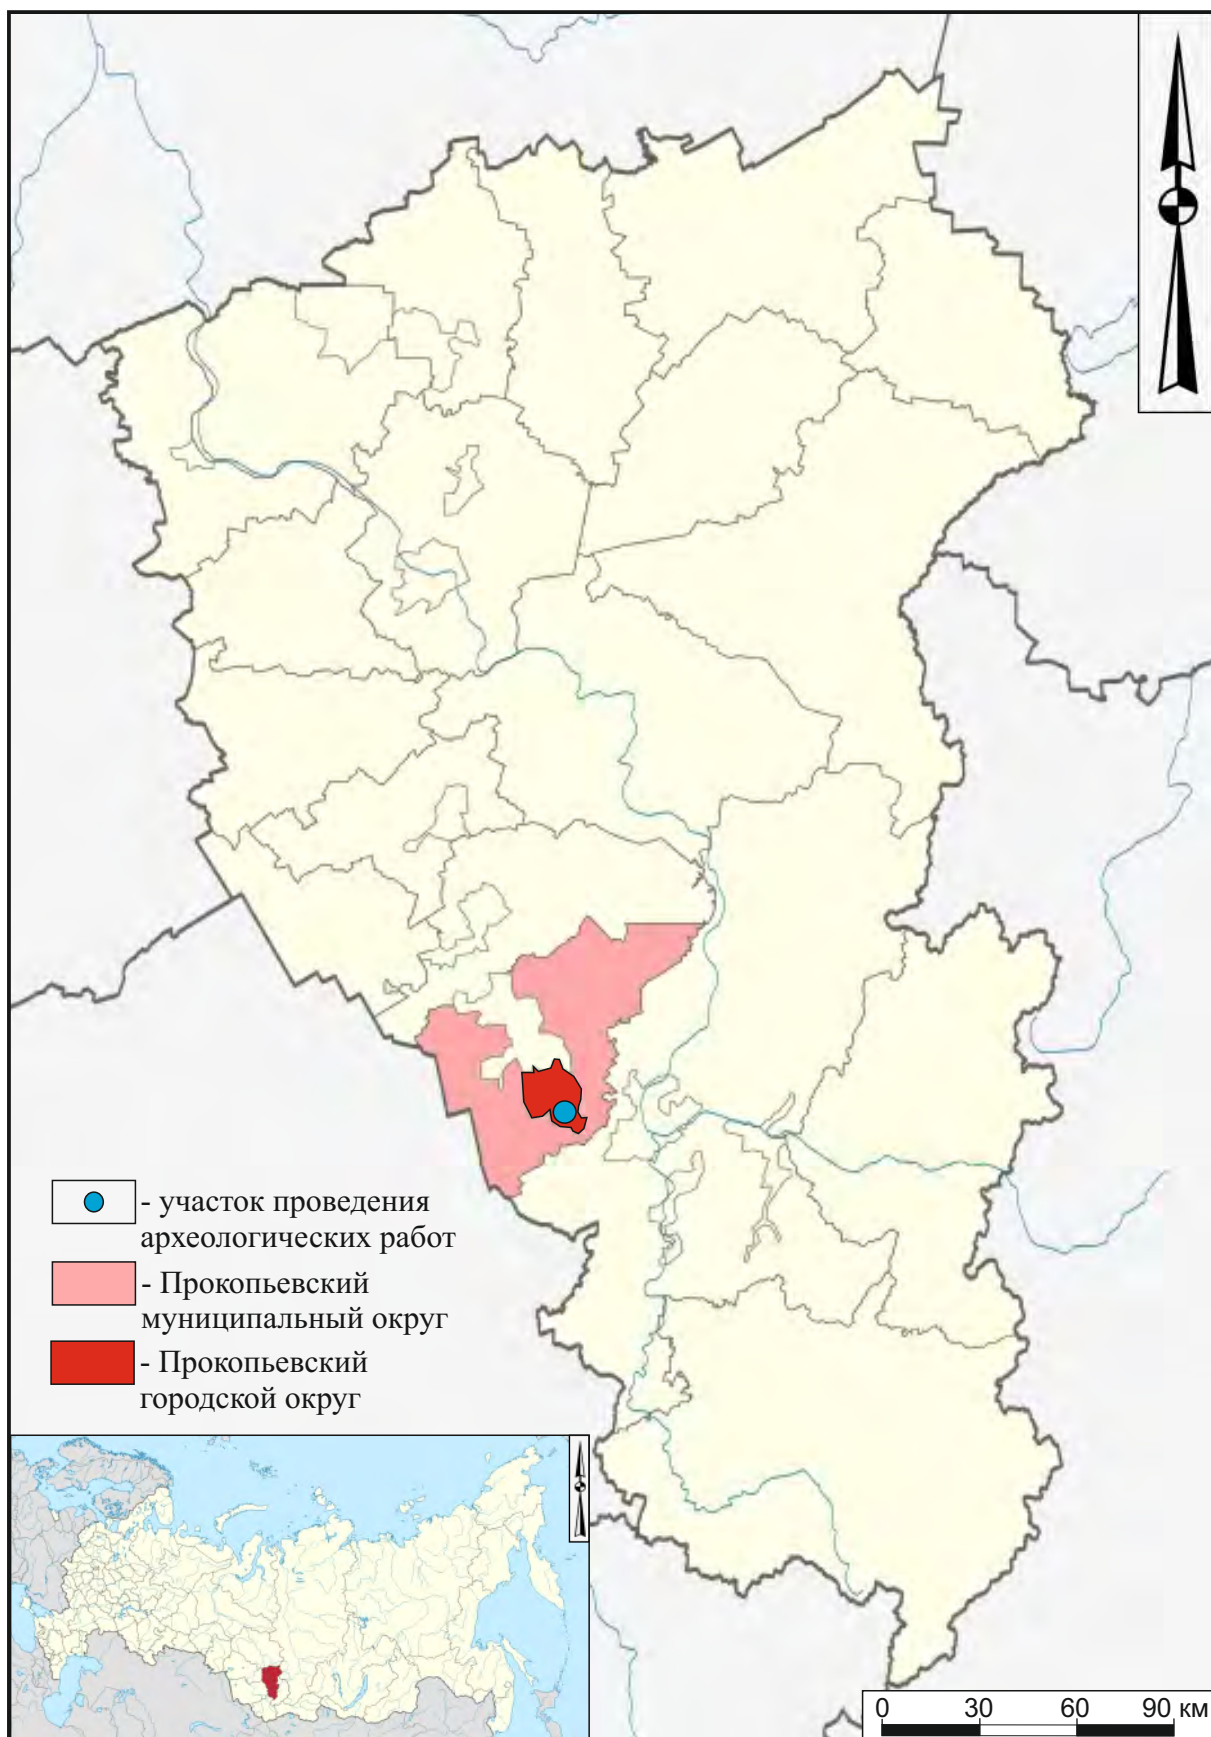 - участок проведения
археологических работ
- Прокопьевский
муниципальный округ
- Прокопьевский
городской округ
0 30 60 90 км